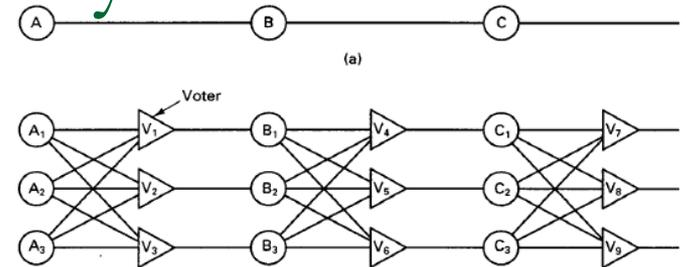 A B C
(a)
Voter
A1 V1 B1 V4 C1 V7
A2 V2 B2 V5 C2 V8
A3 V3 B3 V6 C3 V9